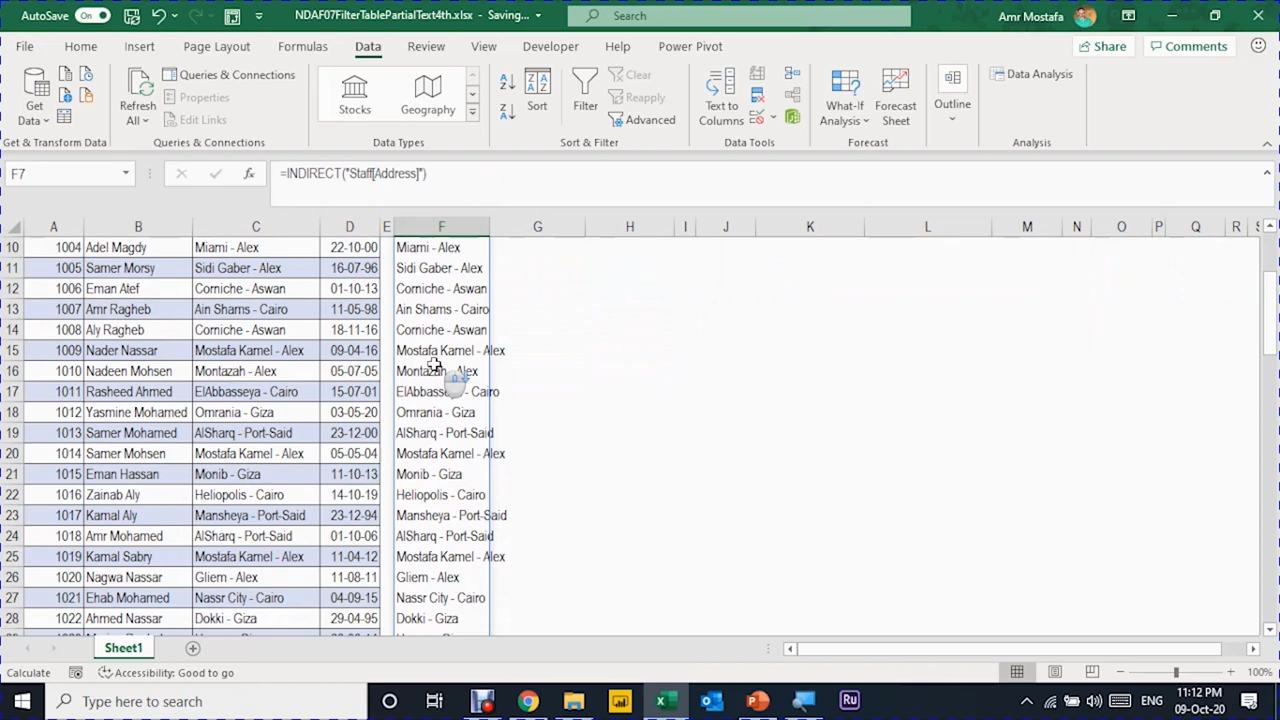 AutoSave On NDAF07FilterTablePartialText4th.xlsx - Saving... Search Amr Mostafa
File Home Insert Page Layout Formulas Data Review View Developer Help Power Pivot Share Comments
Get Data Refresh All Queries & Connections Properties Edit Links Stocks Geography Sort Filter Clear Reapply Advanced Text to Columns What-If Analysis Forecast Sheet Outline Data Analysis
Get & Transform Data Queries & Connections Data Types Sort & Filter Data Tools Forecast Analysis
F7 fx =INDIRECT("Staff[Address]")
A B C D E F G H I J K L M N O P Q R S
10 1004 Adel Magdy Miami - Alex 22-10-00 Miami - Alex
11 1005 Samer Morsy Sidi Gaber - Alex 16-07-96 Sidi Gaber - Alex
12 1006 Eman Atef Corniche - Aswan 01-10-13 Corniche - Aswan
13 1007 Amr Ragheb Ain Shams - Cairo 11-05-98 Ain Shams - Cairo
14 1008 Aly Ragheb Corniche - Aswan 18-11-16 Corniche - Aswan
15 1009 Nader Nassar Mostafa Kamel - Alex 09-04-16 Mostafa Kamel - Alex
16 1010 Nadeen Mohsen Montazah - Alex 05-07-05 Montazah - Alex
17 1011 Rasheed Ahmed ElAbbasseya - Cairo 15-07-01 ElAbbasseya - Cairo
18 1012 Yasmine Mohamed Omrania - Giza 03-05-20 Omrania - Giza
19 1013 Samer Mohamed AlSharq - Port-Said 23-12-00 AlSharq - Port-Said
20 1014 Samer Mohsen Mostafa Kamel - Alex 05-05-04 Mostafa Kamel - Alex
21 1015 Eman Hassan Monib - Giza 11-10-13 Monib - Giza
22 1016 Zainab Aly Heliopolis - Cairo 14-10-19 Heliopolis - Cairo
23 1017 Kamal Aly Mansheya - Port-Said 23-12-94 Mansheya - Port-Said
24 1018 Amr Mohamed AlSharq - Port-Said 01-10-06 AlSharq - Port-Said
25 1019 Kamal Sabry Mostafa Kamel - Alex 11-04-12 Mostafa Kamel - Alex
26 1020 Nagwa Nassar Gliem - Alex 11-08-11 Gliem - Alex
27 1021 Ehab Mohamed Nassr City - Cairo 04-09-15 Nassr City - Cairo
28 1022 Ahmed Nassar Dokki - Giza 29-04-95 Dokki - Giza
Sheet1
Calculate Accessibility: Good to go 100%
Type here to search Ru ENG 11:12 PM
09-Oct-20